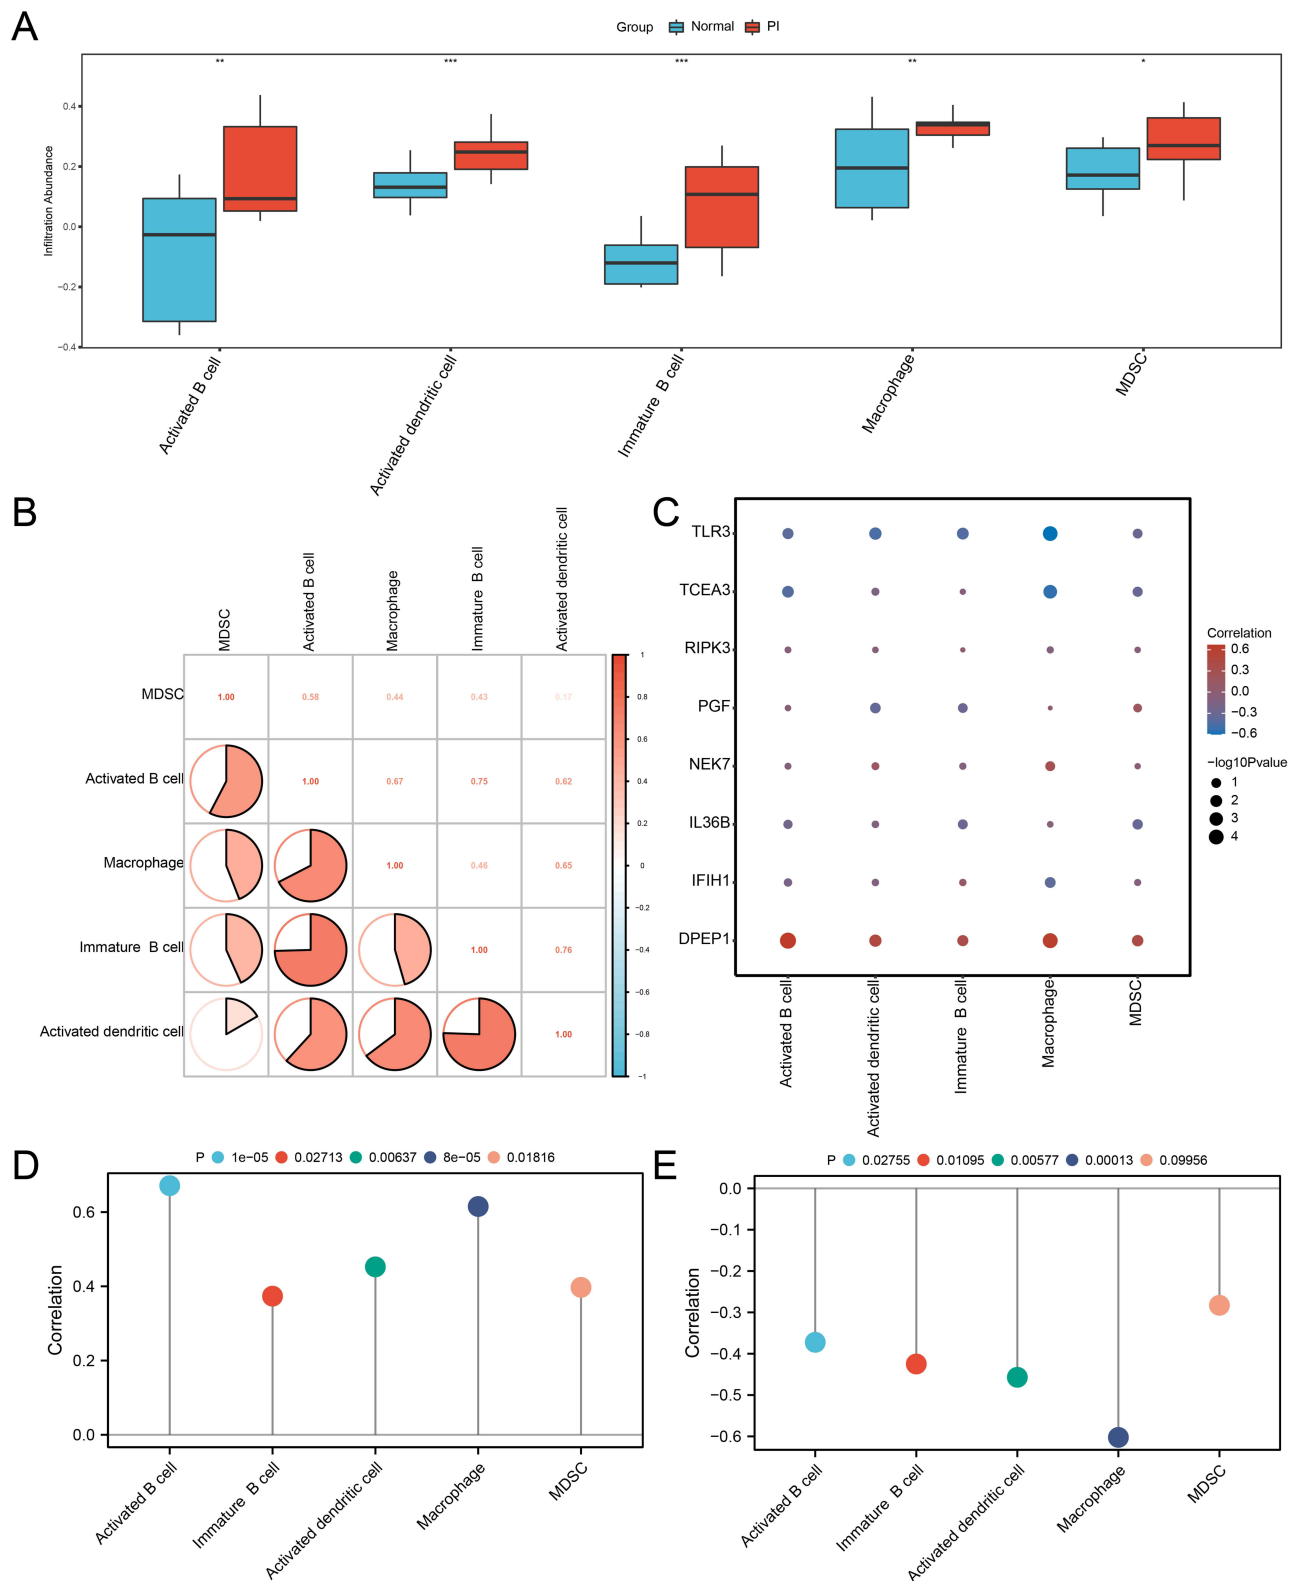 A
Group Normal PI
** *** *** ** *
Infiltration Abundance
0.4
0.2
0.0
−0.2
−0.4
Activated B cell
Activated dendritic cell
Immature B cell
Macrophage
MDSC
B
MDSC
Activated B cell
Macrophage
Immature B cell
Activated dendritic cell
MDSC 1.00 0.58 0.44 0.43 0.17
Activated B cell 1.00 0.67 0.75 0.62
Macrophage 1.00 0.46 0.65
Immature B cell 1.00 0.76
Activated dendritic cell 1.00
1
0.8
0.6
0.4
0.2
0
−0.2
−0.4
−0.6
−0.8
−1
C
TLR3
TCEA3
RIPK3
PGF
NEK7
IL36B
IFIH1
DPEP1
Activated B cell
Activated dendritic cell
Immature B cell
Macrophage
MDSC
Correlation
0.6
0.3
0.0
−0.3
−0.6
−log10Pvalue
1
2
3
4
D
P 1e−05 0.02713 0.00637 8e−05 0.01816
Correlation
0.6
0.4
0.2
0.0
Activated B cell
Immature B cell
Activated dendritic cell
Macrophage
MDSC
E
P 0.02755 0.01095 0.00577 0.00013 0.09956
Correlation
0.0
−0.1
−0.2
−0.3
−0.4
−0.5
−0.6
Activated B cell
Immature B cell
Activated dendritic cell
Macrophage
MDSC